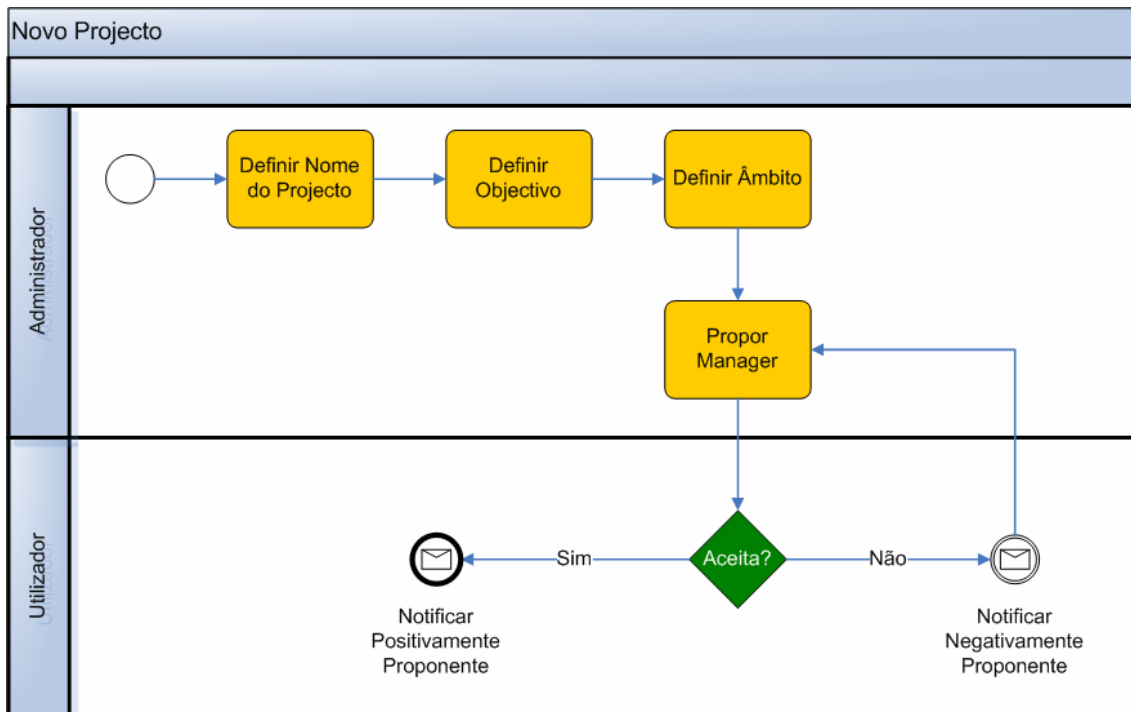 Novo Projecto
Administrador
Definir Nome
do Projecto
Definir
Objectivo
Definir Âmbito
Propor
Manager
Utilizador
Sim
Aceita?
Não
Notificar
Positivamente
Proponente
Notificar
Negativamente
Proponente